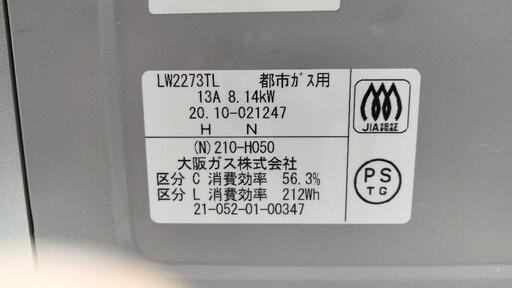 LW2273TL 都市ガス用
13A 8.14kW
20.10-021247
H N
(N)210-H050
大阪ガス株式会社
区分 C 消費効率 56.3%
区分 L 消費効率 212Wh
21-052-01-00347
JIA認証
PS
TG